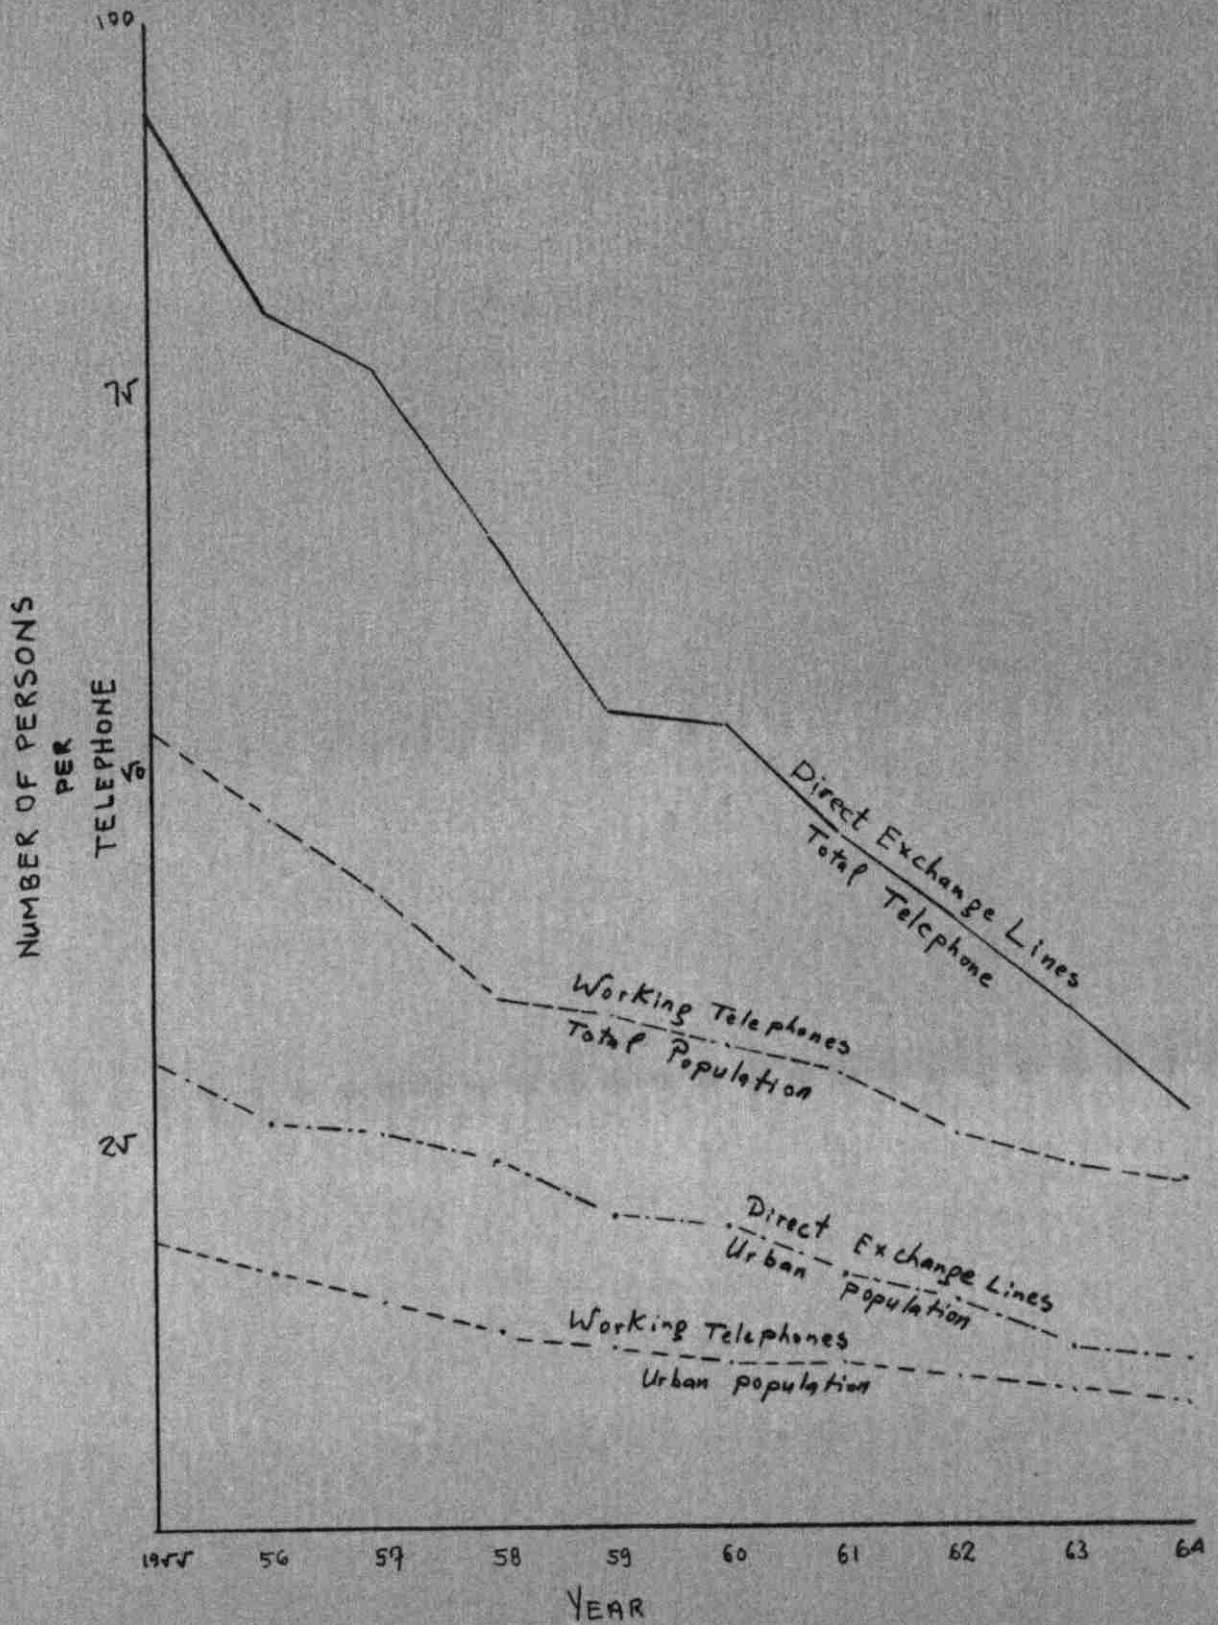 100
75
50
25
NUMBER OF PERSONS
PER
TELEPHONE
Direct Exchange Lines
Total Telephone
Working Telephones
Total Population
Direct Exchange Lines
Urban population
Working Telephones
Urban population
1955 56 57 58 59 60 61 62 63 64
YEAR